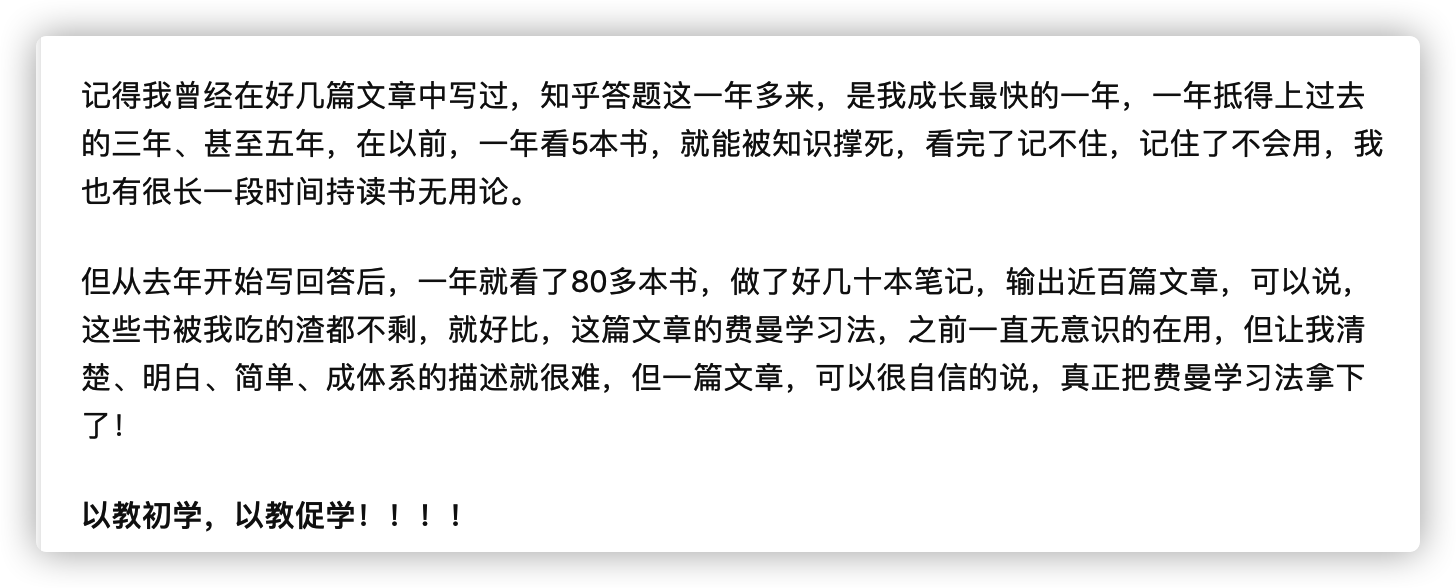 记得我曾经在好几篇文章中写过，知乎答题这一年多来，是我成长最快的一年，一年抵得上过去
的三年、甚至五年，在以前，一年看5本书，就能被知识撑死，看完了记不住，记住了不会用，我
也有很长一段时间持读书无用论。
但从去年开始写回答后，一年就看了80多本书，做了好几十本笔记，输出近百篇文章，可以说，
这些书被我吃的渣都不剩，就好比，这篇文章的费曼学习法，之前一直无意识的在用，但让我清
楚、明白、简单、成体系的描述就很难，但一篇文章，可以很自信的说，真正把费曼学习法拿下
了！
以教初学，以教促学！！！！